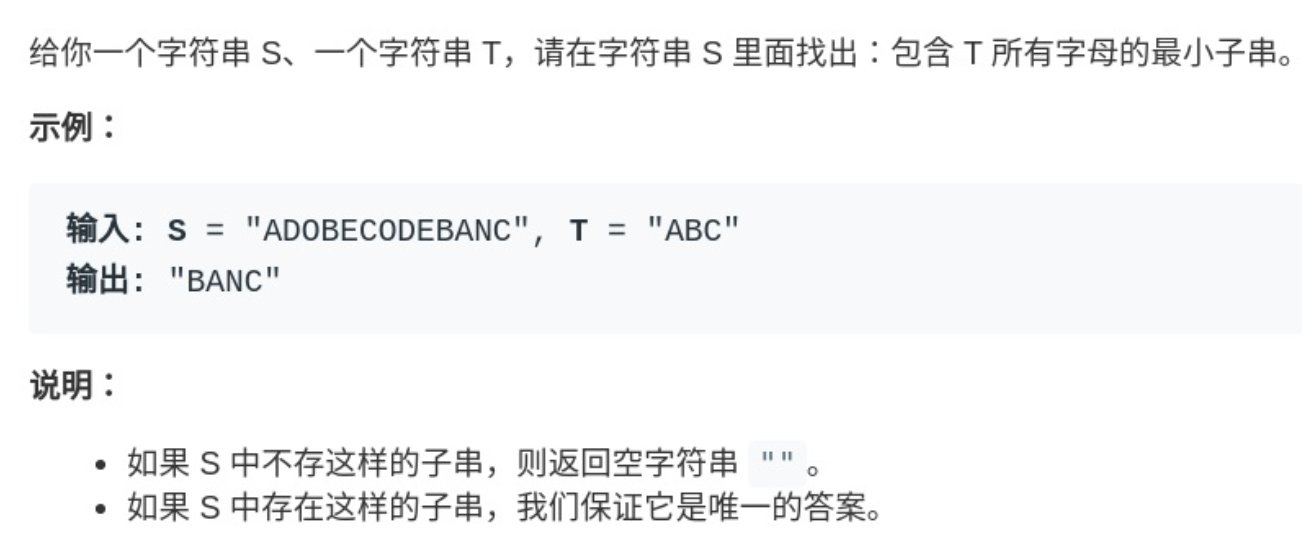 给你一个字符串 S、一个字符串 T，请在字符串 S 里面找出：包含 T 所有字母的最小子串。
示例：
输入: S = "ADOBECODEBANC", T = "ABC"
输出: "BANC"
说明：
• 如果 S 中不存这样的子串，则返回空字符串 ""。
• 如果 S 中存在这样的子串，我们保证它是唯一的答案。